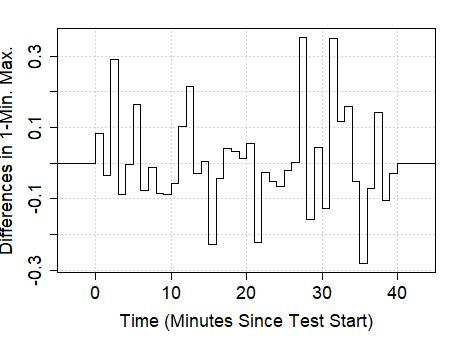 Differences in 1-Min. Max.
0.3
0.1
-0.1
-0.3
0 10 20 30 40
Time (Minutes Since Test Start)